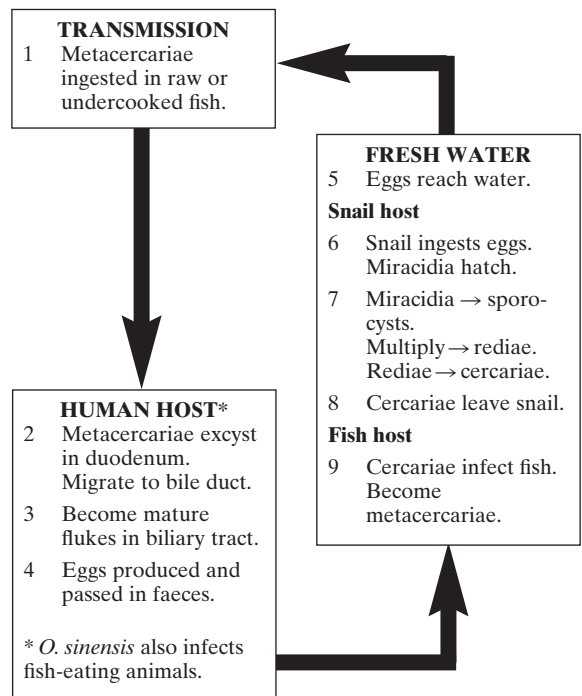 TRANSMISSION
1 Metacercariae
ingested in raw or
undercooked fish.
HUMAN HOST*
2 Metacercariae excyst
in duodenum.
Migrate to bile duct.
3 Become mature
flukes in biliary tract.
4 Eggs produced and
passed in faeces.
* O. sinensis also infects
fish-eating animals.
FRESH WATER
5 Eggs reach water.
Snail host
6 Snail ingests eggs.
Miracidia hatch.
7 Miracidia → sporo-
cysts.
Multiply → rediae.
Rediae → cercariae.
8 Cercariae leave snail.
Fish host
9 Cercariae infect fish.
Become
metacercariae.